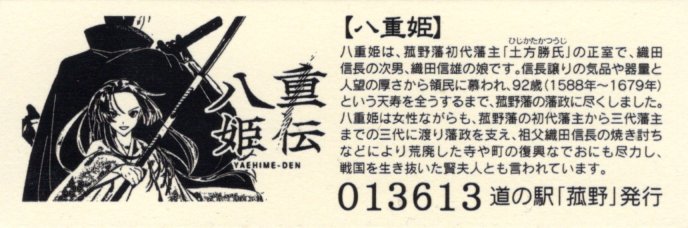 八重姫伝
YAEHIME-DEN
【八重姫】
ひじかたかつうじ
八重姫は、菰野藩初代藩主「土方勝氏」の正室で、織田
信長の次男、織田信雄の娘です。信長譲りの気品や器量と
人望の厚さから領民に慕われ、92歳(1588年〜1679年)
という天寿を全うするまで、菰野藩の藩政に尽くしました。
八重姫は女性ながらも、菰野藩の初代藩主から三代藩主
までの三代に渡り藩政を支え、祖父織田信長の焼き討ち
などにより荒廃した寺や町の復興なでおにも尽力し、
戦国を生き抜いた賢夫人とも言われています。
013613 道の駅「菰野」発行